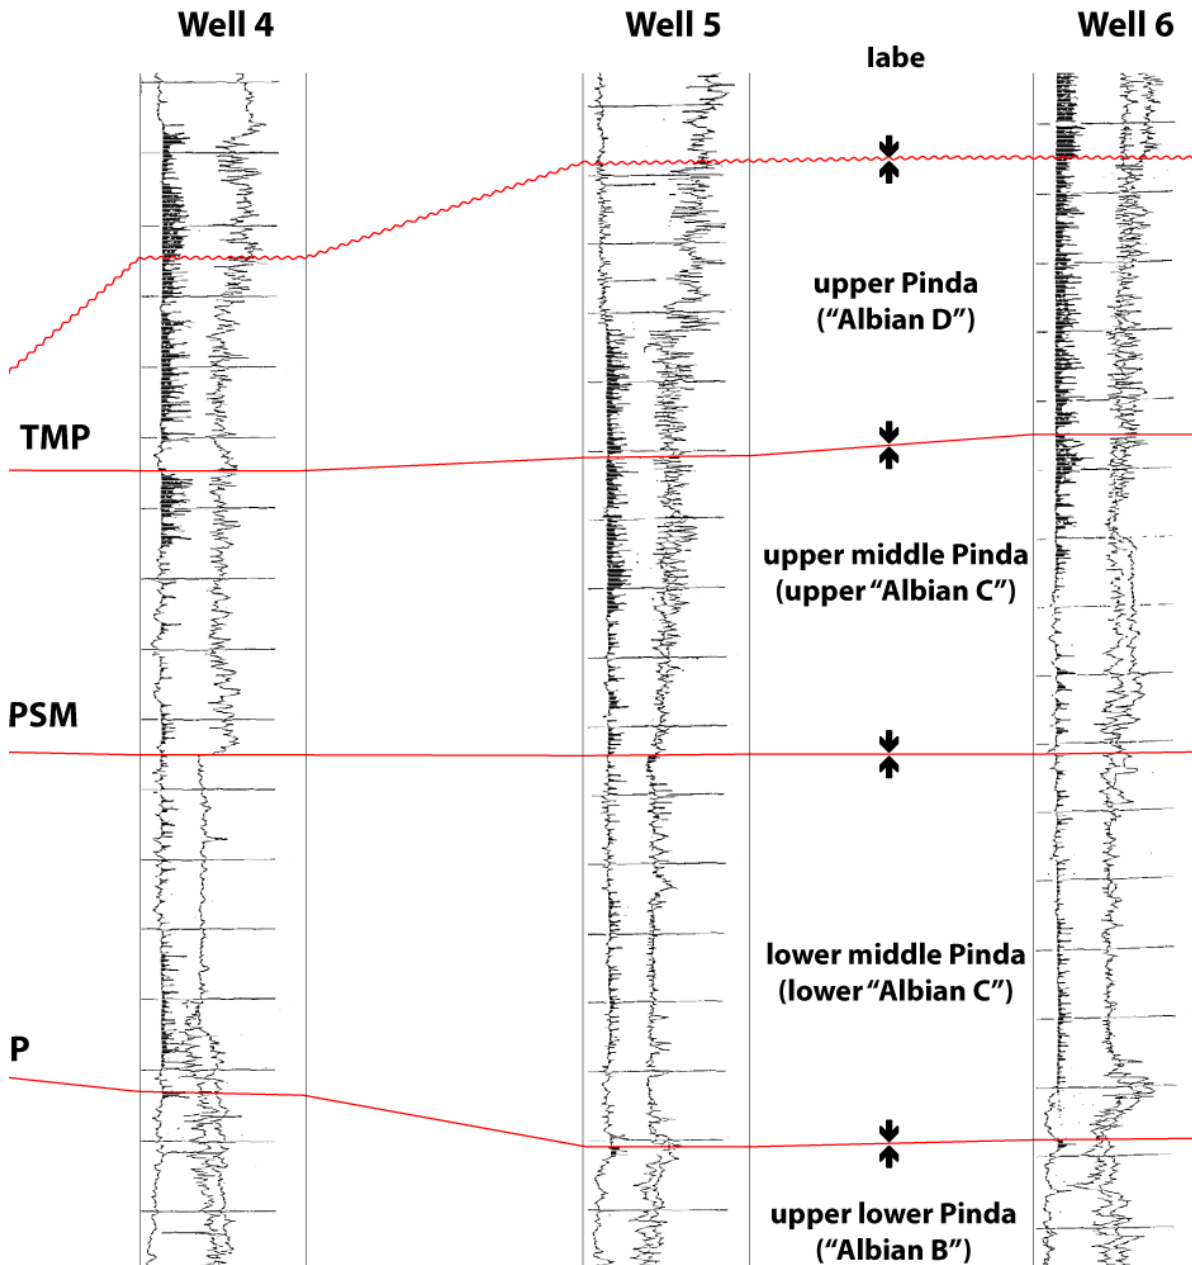 Well 4
Well 5
Well 6
Iabe
upper Pinda
(“Albian D”)
TMP
upper middle Pinda
(upper “Albian C”)
PSM
lower middle Pinda
(lower “Albian C”)
P
upper lower Pinda
(“Albian B”)